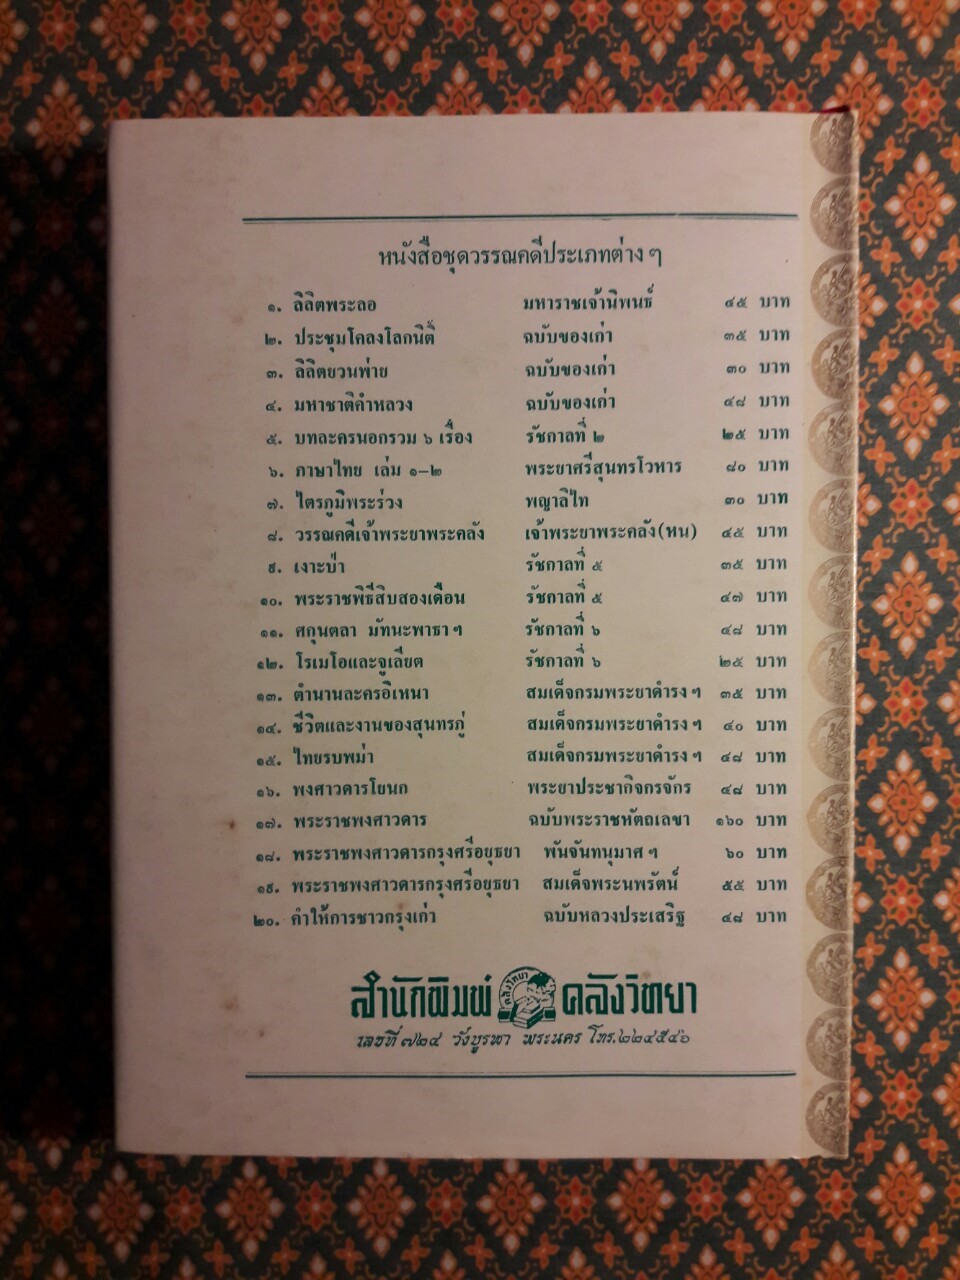 หนังสือชุดวรรณคดีประเภทต่าง ๆ
๑. ลิลิตพระลอ มหาราชเจ้านิพนธ์ ๔๕ บาท
๒. ประชุมโคลงโลกนิติ์ ฉบับของเก่า ๓๕ บาท
๓. ลิลิตยวนพ่าย ฉบับของเก่า ๓๐ บาท
๔. มหาชาติคำหลวง ฉบับของเก่า ๔๘ บาท
๕. บทละครนอกรวม ๖ เรื่อง รัชกาลที่ ๒ ๒๕ บาท
๖. ภาษาไทย เล่ม ๑-๒ พระยาศรีสุนทรโวหาร ๘๐ บาท
๗. ไตรภูมิพระร่วง พญาลิไท ๓๐ บาท
๘. วรรณคดีเจ้าพระยาพระคลัง เจ้าพระยาพระคลัง(หน) ๔๕ บาท
๙. เงาะป่า รัชกาลที่ ๕ ๓๕ บาท
๑๐. พระราชพิธีสิบสองเดือน รัชกาลที่ ๕ ๔๗ บาท
๑๑. ศกุนตลา มัทนะพาธา ๆ รัชกาลที่ ๖ ๔๘ บาท
๑๒. โรเมโอและจูเลียต รัชกาลที่ ๖ ๒๕ บาท
๑๓. ตำนานละครอิเหนา สมเด็จกรมพระยาดำรง ๆ ๓๕ บาท
๑๔. ชีวิตและงานของสุนทรภู่ สมเด็จกรมพระยาดำรง ๆ ๔๐ บาท
๑๕. ไทยรบพม่า สมเด็จกรมพระยาดำรง ๆ ๔๘ บาท
๑๖. พงศาวดารโยนก พระยาประชากิจกรจักร ๔๘ บาท
๑๗. พระราชพงศาวดาร ฉบับพระราชหัตถเลขา ๑๖๐ บาท
๑๘. พระราชพงศาวดารกรุงศรีอยุธยา พันจันทนุมาศ ๆ ๖๐ บาท
๑๙. พระราชพงศาวดารกรุงศรีอยุธยา สมเด็จพระนพรัตน์ ๕๕ บาท
๒๐. คำให้การชาวกรุงเก่า ฉบับหลวงประเสริฐ ๔๘ บาท
สำนักพิมพ์ คลังวิทยา คลังวิทยา
เลขที่ ๗๒๔ วังบูรพา พระนคร โทร.๒๒๔๕๔๖